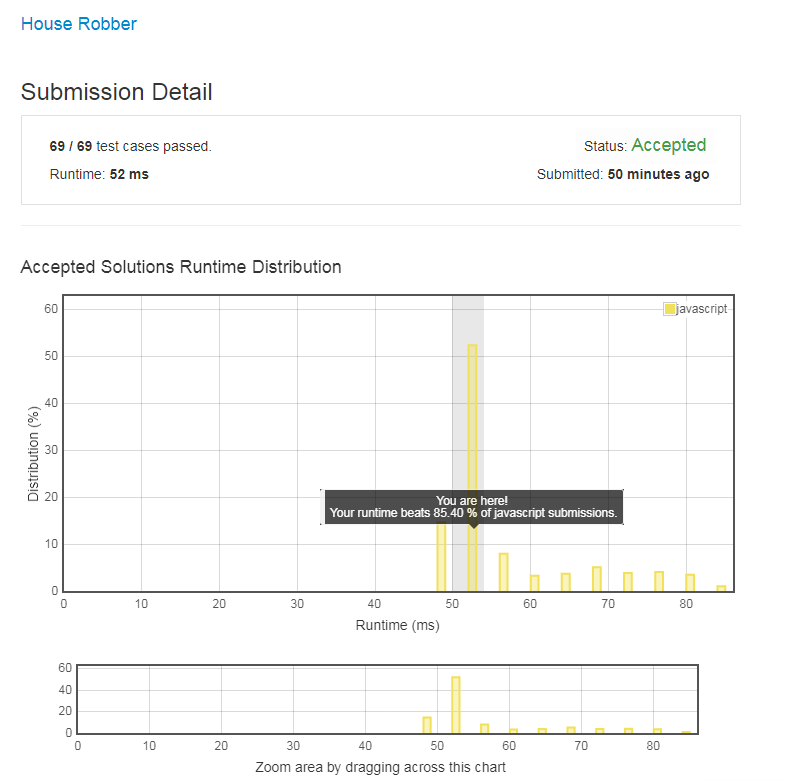 House Robber
Submission Detail
69 / 69 test cases passed.
Status: Accepted
Runtime: 52 ms
Submitted: 50 minutes ago
Accepted Solutions Runtime Distribution
javascript
60
50
40
30
20
10
0
Distribution (%)
You are here!
Your runtime beats 85.40 % of javascript submissions.
0 10 20 30 40 50 60 70 80
Runtime (ms)
60
40
20
0
0 10 20 30 40 50 60 70 80
Zoom area by dragging across this chart